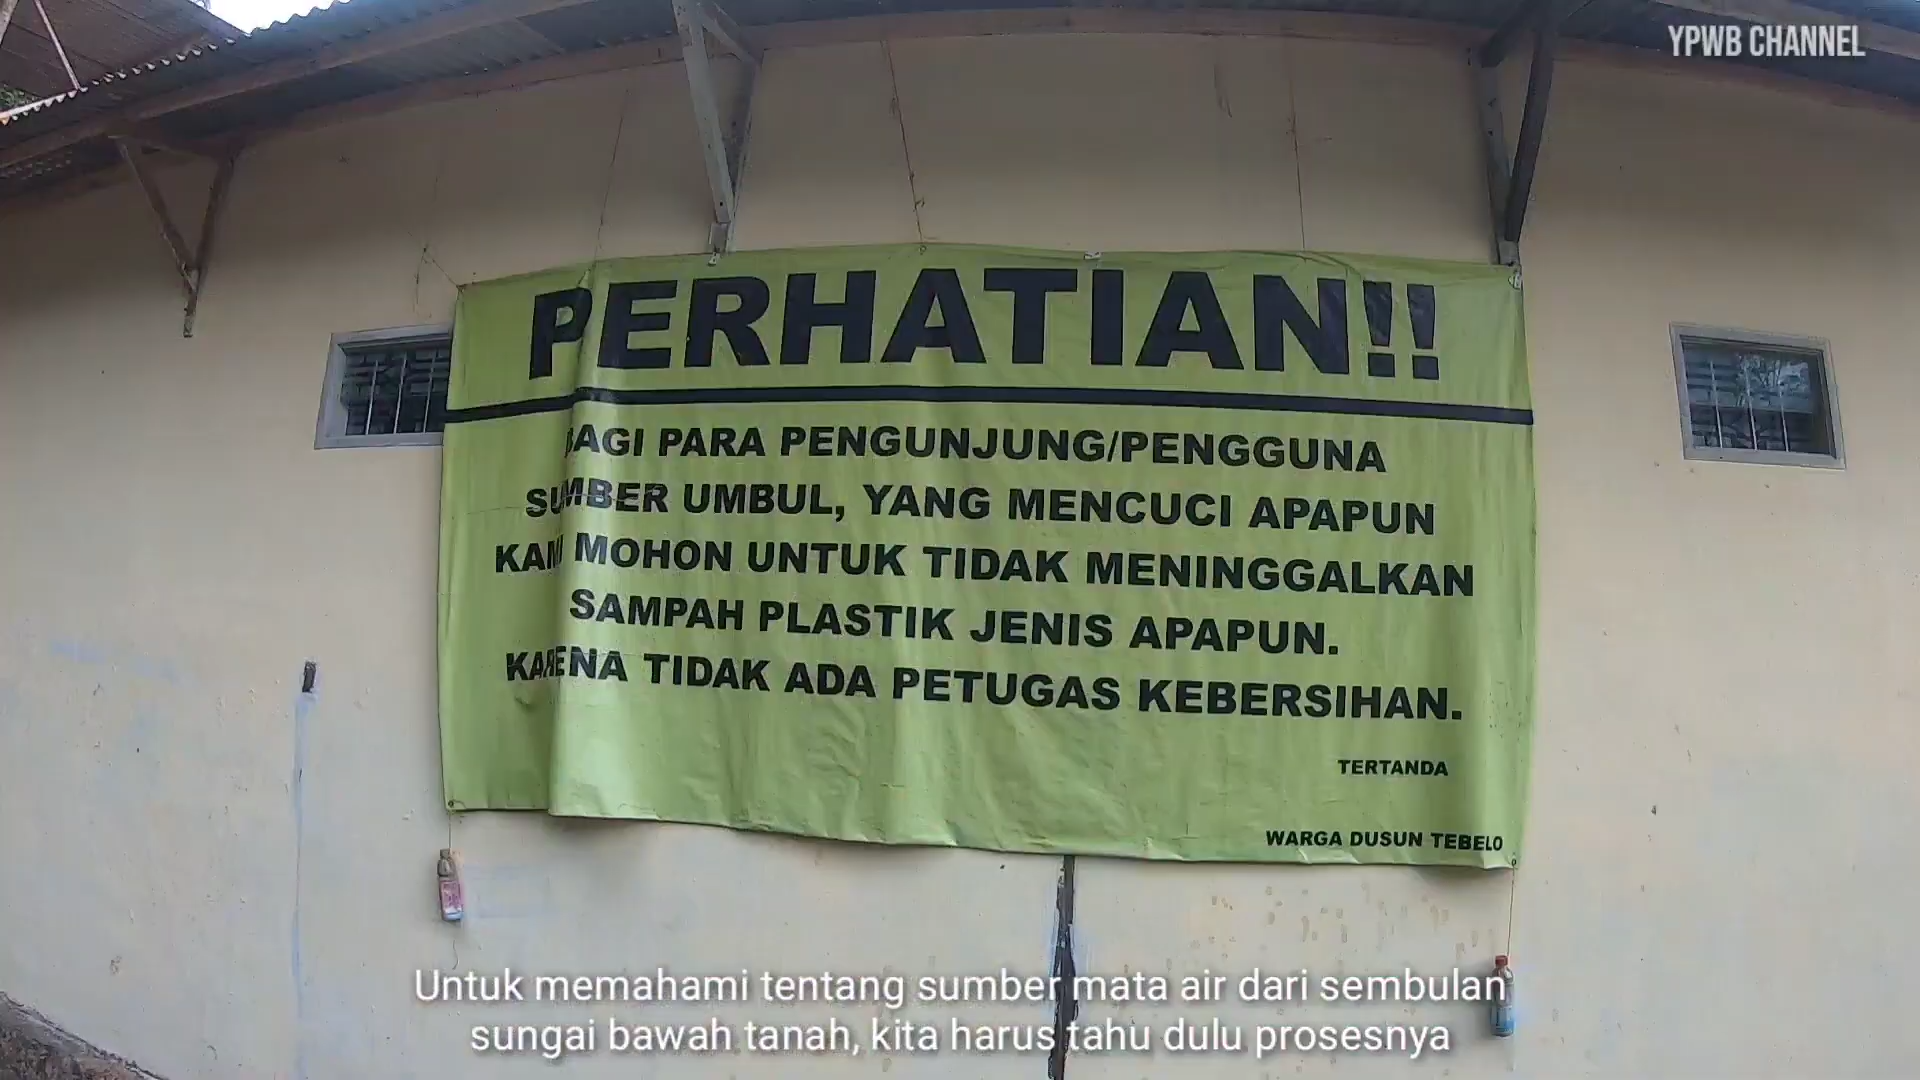 YPWB CHANNEL
PERHATIAN!!
BAGI PARA PENGUNJUNG/PENGGUNA
SUMBER UMBUL, YANG MENCUCI APAPUN
KAMI MOHON UNTUK TIDAK MENINGGALKAN
SAMPAH PLASTIK JENIS APAPUN.
KARENA TIDAK ADA PETUGAS KEBERSIHAN.
TERTANDA
WARGA DUSUN TEBELO
Untuk memahami tentang sumber mata air dari sembulan
sungai bawah tanah, kita harus tahu dulu prosesnya